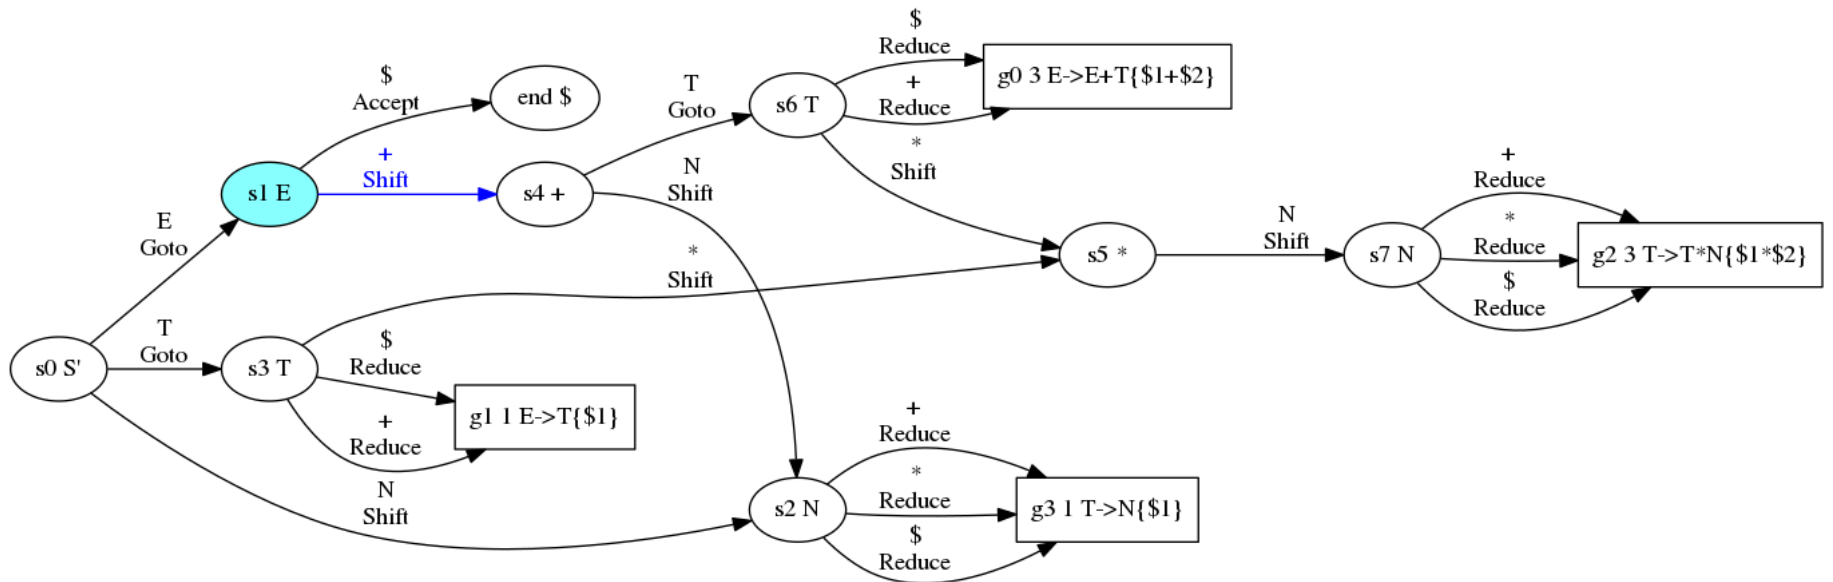 $
Reduce
g0 3 E->E+T{$1+$2}
+
Reduce
$
Accept
end $
T
Goto
s6 T
*
Shift
+
Shift
s1 E
s4 +
N
Shift
E
Goto
*
Shift
s5 *
N
Shift
s7 N
+
Reduce
*
Reduce
g2 3 T->T*N{$1*$2}
$
Reduce
s0 S'
T
Goto
s3 T
$
Reduce
g1 1 E->T{$1}
+
Reduce
N
Shift
s2 N
+
Reduce
*
Reduce
g3 1 T->N{$1}
$
Reduce